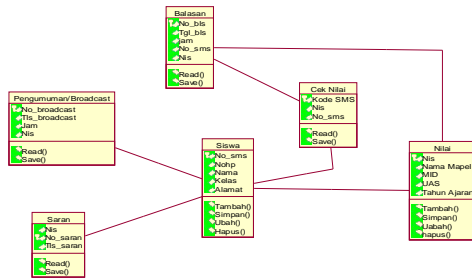 Balasan
No_bls
Tgl_bls
jam
No_sms
Nis
Read()
Save()
Pengumuman/Broadcast
No_broadcast
Tls_broadcast
Jam
Nis
Read()
Save()
Cek Nilai
Kode SMS
Nis
No_sms
Read()
Save()
Siswa
No_sms
Nohp
Nama
Kelas
Alamat
Tambah()
Simpan()
Ubah()
Hapus()
Nilai
Nis
Nama Mapel
MID
UAS
Tahun Ajaran
Tambah()
Simpan()
Uabah()
hapus()
Saran
Nis
No_saran
Tls_saran
Read()
Save()